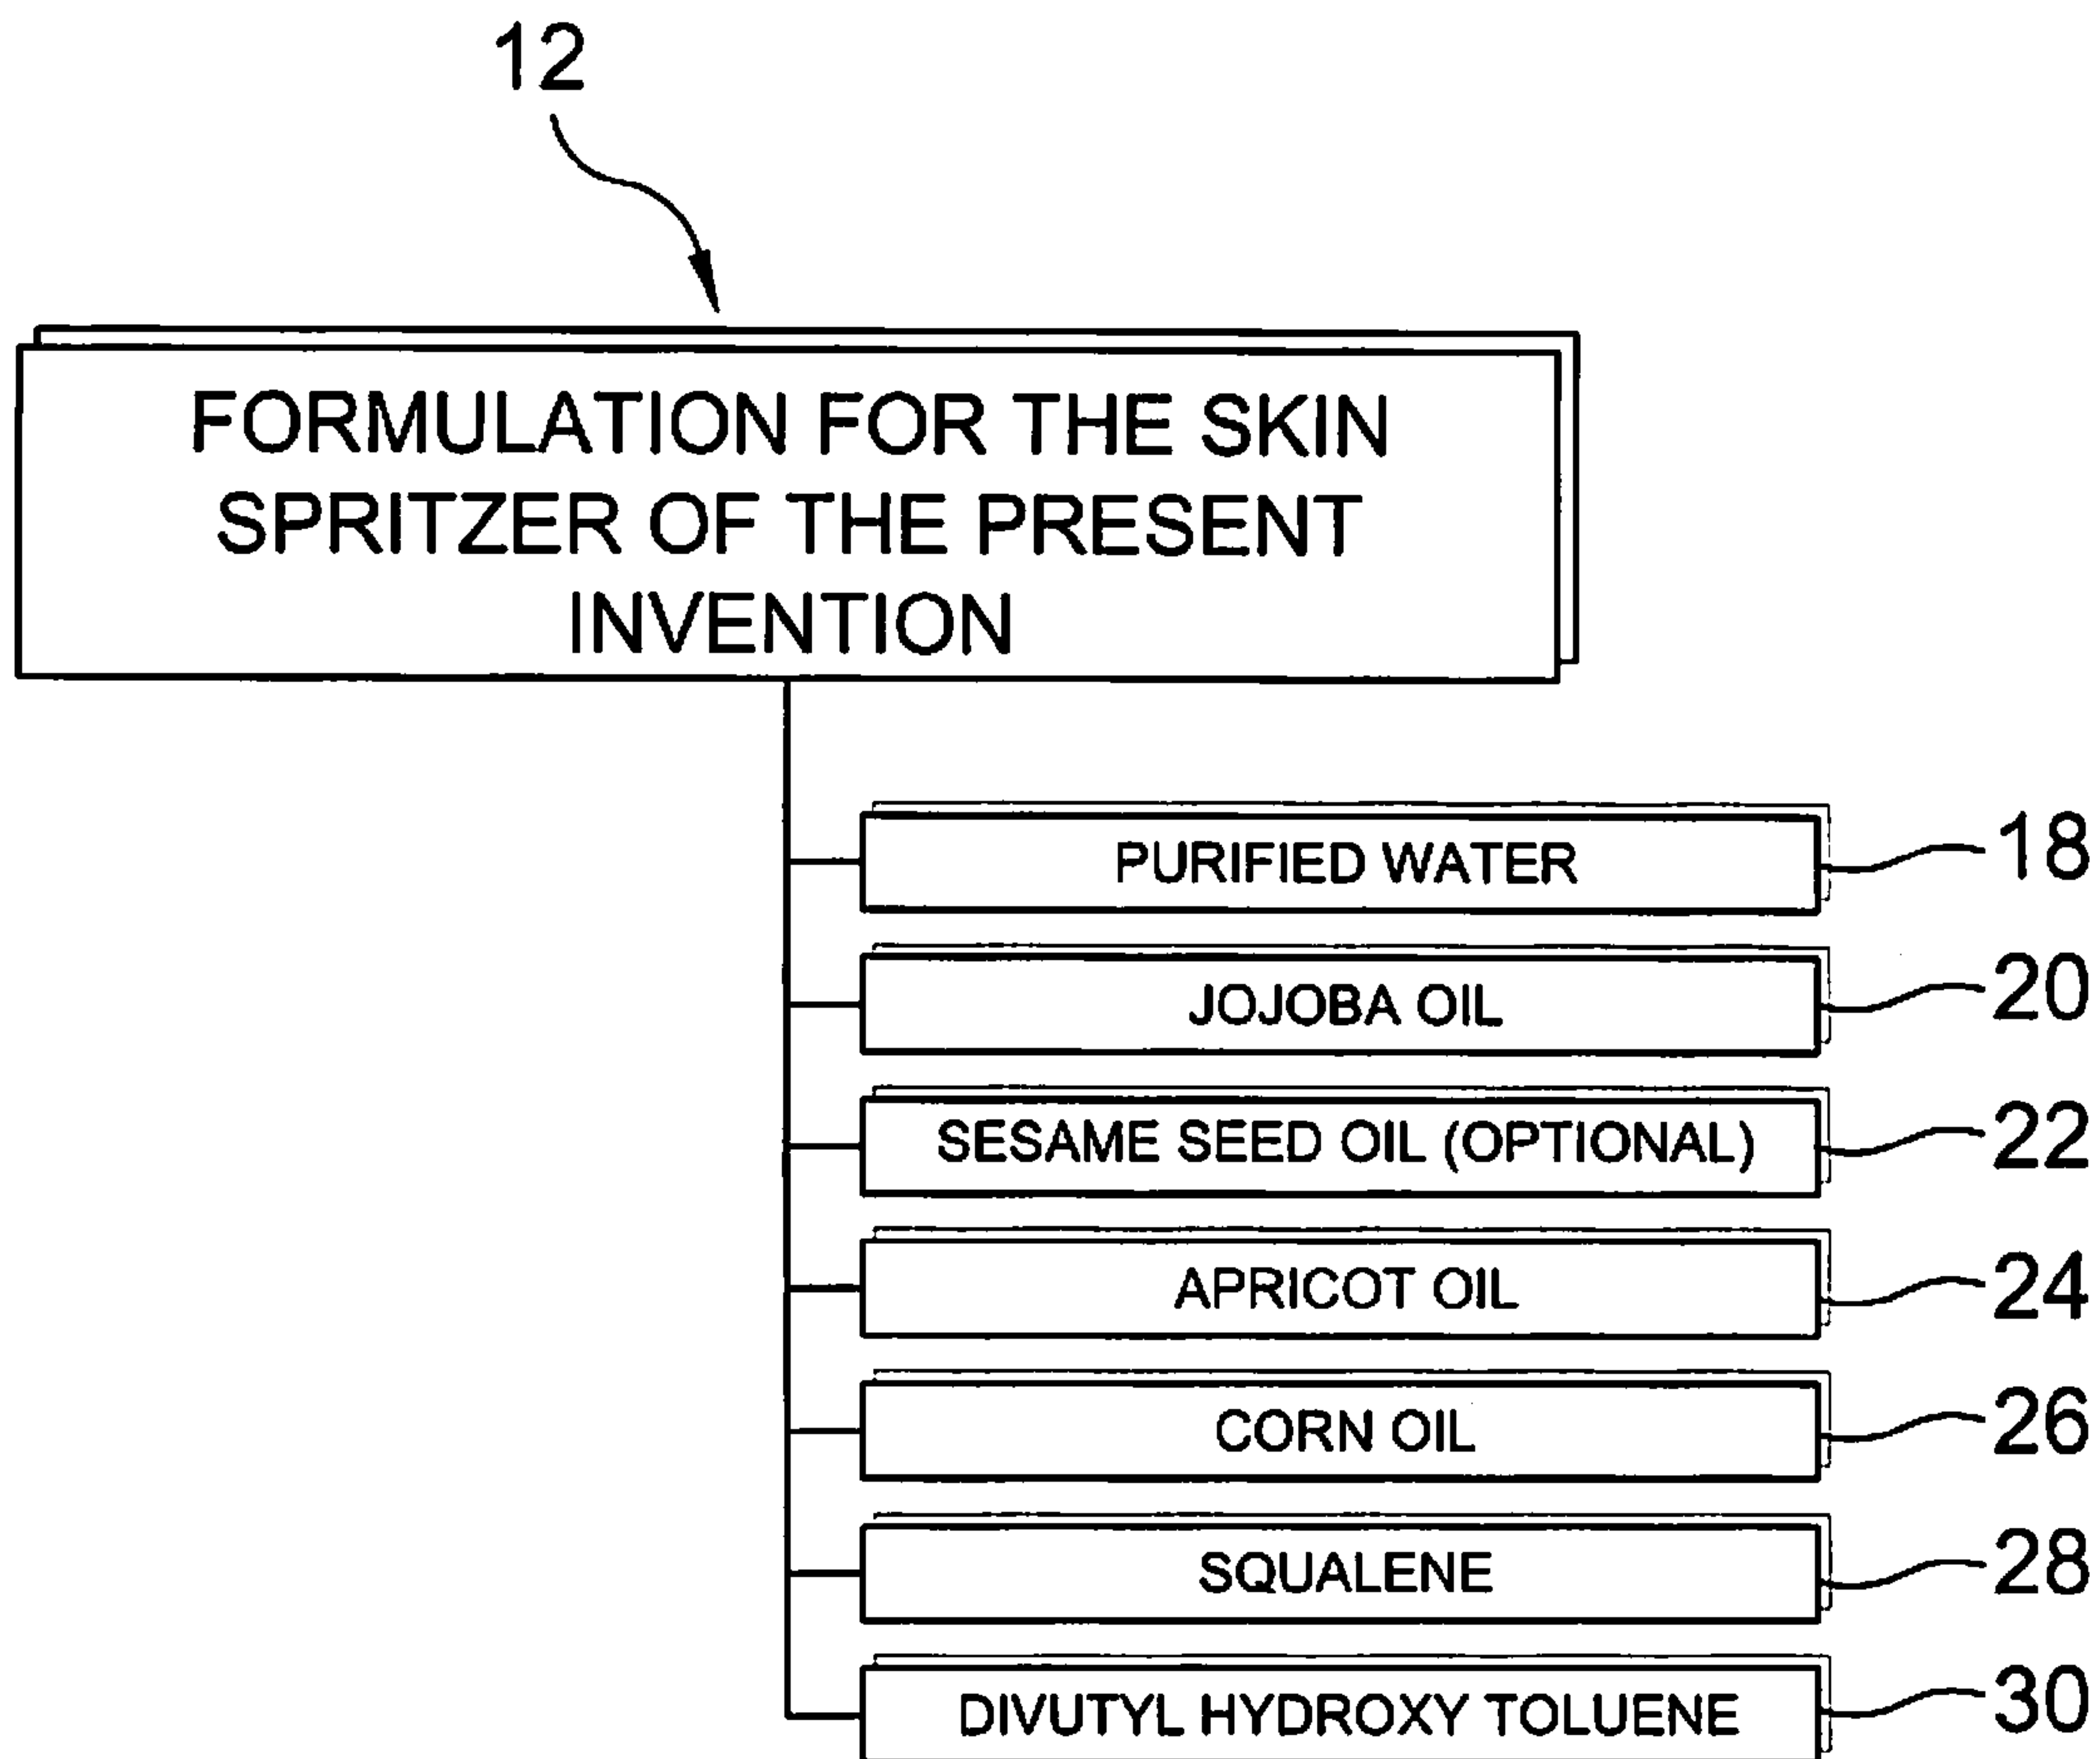 12
FORMULATION FOR THE SKIN
SPRITZER OF THE PRESENT
INVENTION
PURIFIED WATER 18
JOJOBA OIL 20
SESAME SEED OIL (OPTIONAL) 22
APRICOT OIL 24
CORN OIL 26
SQUALENE 28
DIVUTYL HYDROXY TOLUENE 30